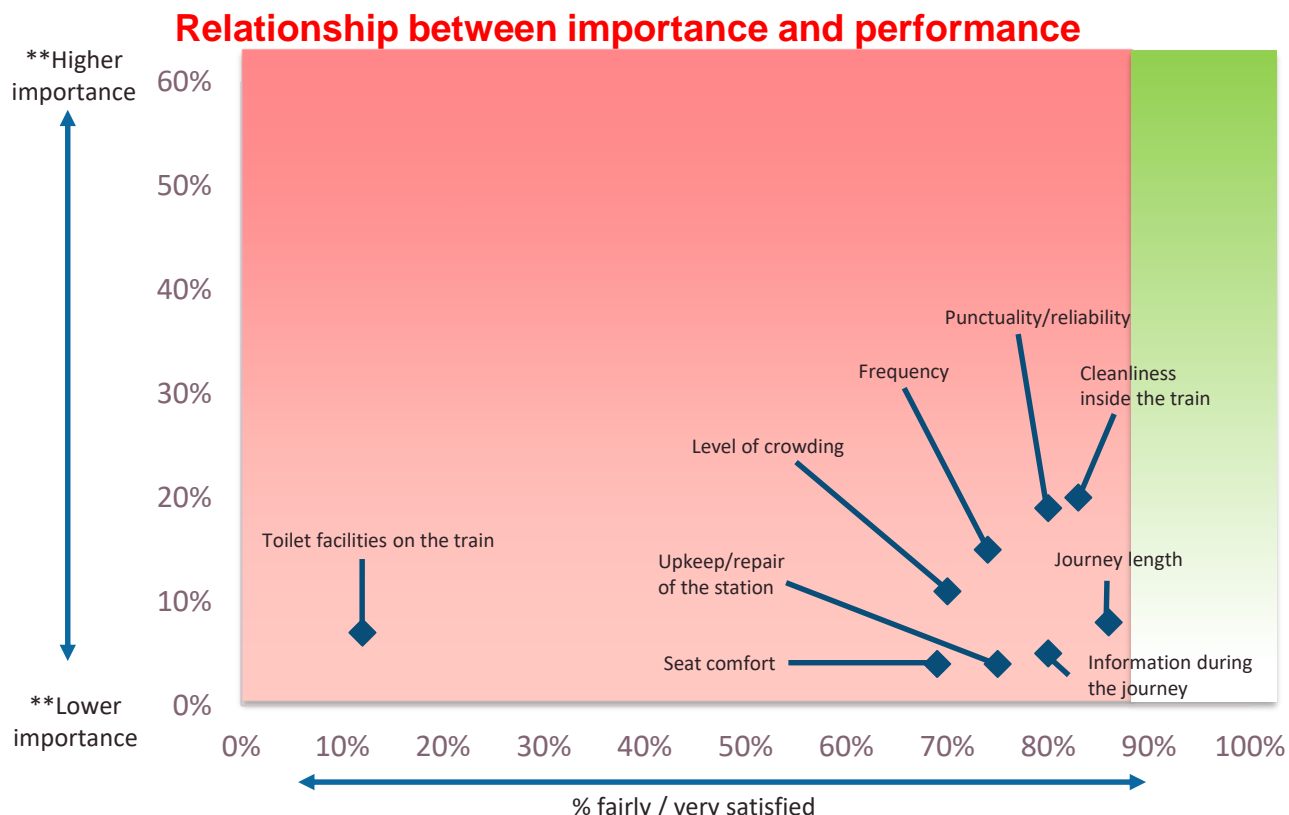 Relationship between importance and performance
**Higher
importance
60%
50%
40%
30%
20%
10%
0%
**Lower
importance
Punctuality/reliability
Frequency
Cleanliness
inside the train
Level of crowding
Toilet facilities on the train
Upkeep/repair
of the station
Journey length
Seat comfort
Information during
the journey
0% 10% 20% 30% 40% 50% 60% 70% 80% 90% 100%
% fairly / very satisfied